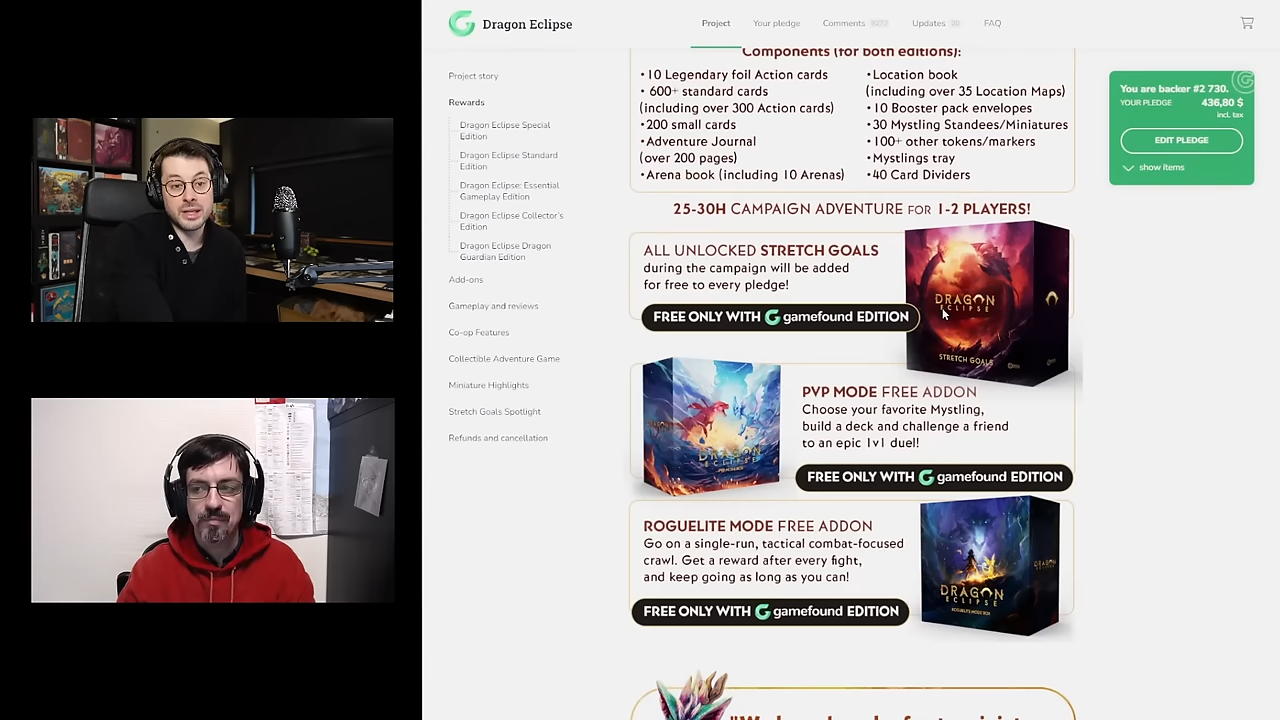 Dragon Eclipse
Project
Your pledge
Comments
Updates
FAQ
Project story
Rewards
Dragon Eclipse Special
Edition
Dragon Eclipse Standard
Edition
Dragon Eclipse: Essential
Gameplay Edition
Dragon Eclipse Collector's
Edition
Dragon Eclipse Dragon
Guardian Edition
Add-ons
Gameplay and reviews
Co-op Features
Collectible Adventure Game
Miniature Highlights
Stretch Goals Spotlight
Refunds and cancellation
Components (for both editions):
•10 Legendary foil Action cards
• 600+ standard cards
(including over 300 Action cards)
•200 small cards
•Adventure Journal
(over 200 pages)
•Arena book (including 10 Arenas)
•Location book
(including over 35 Location Maps)
•10 Booster pack envelopes
•30 Mystling Standees/Miniatures
•100+ other tokens/markers
•Mystlings tray
•40 Card Dividers
25-30H CAMPAIGN ADVENTURE FOR 1-2 PLAYERS!
ALL UNLOCKED STRETCH GOALS
during the campaign will be added
for free to every pledge!
FREE ONLY WITH gamefound EDITION
DRAGON
ECLIPSE
STRETCH GOALS
PVP MODE FREE ADDON
Choose your favorite Mystling,
build a deck and challenge a friend
to an epic 1v1 duel!
FREE ONLY WITH gamefound EDITION
ROGUELITE MODE FREE ADDON
Go on a single-run, tactical combat-focused
crawl. Get a reward after every fight,
and keep going as long as you can!
FREE ONLY WITH gamefound EDITION
DRAGON
ECLIPSE
ROGUELITE MODE BOX
You are backer #2 730.
YOUR PLEDGE 436,80 $
incl. tax
EDIT PLEDGE
show items